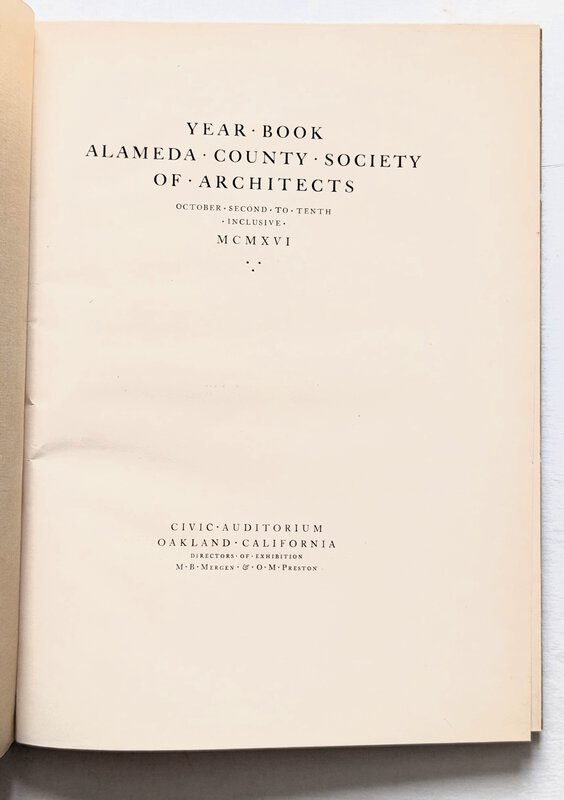 YEAR · BOOK
ALAMEDA · COUNTY · SOCIETY
OF · ARCHITECTS
OCTOBER · SECOND · TO · TENTH
· INCLUSIVE ·
MCMXVI
CIVIC · AUDITORIUM
OAKLAND · CALIFORNIA
DIRECTORS · OF · EXHIBITION
M · B · MERGEN · & · O · M · PRESTON